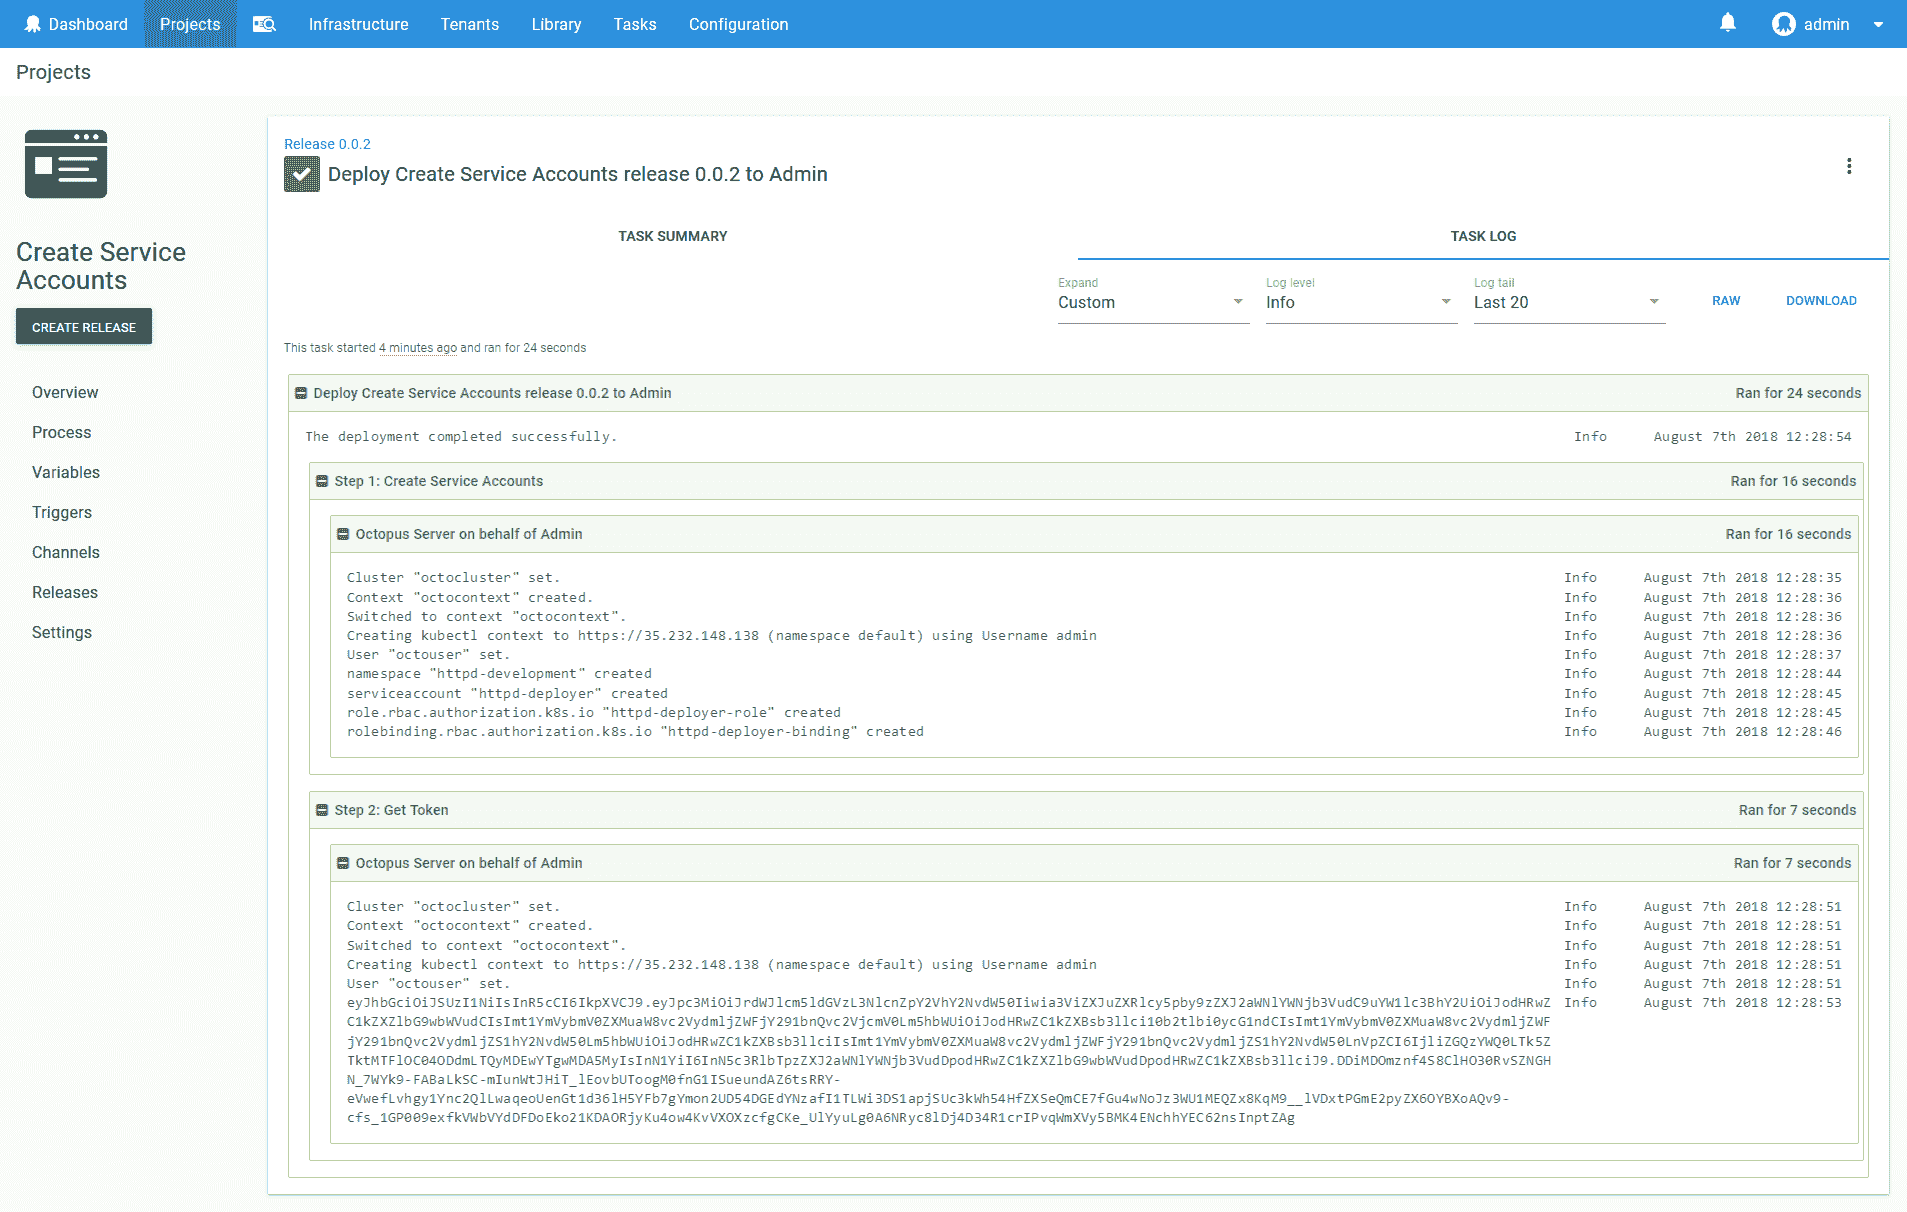 Dashboard Projects Infrastructure Tenants Library Tasks Configuration admin
Projects
Create Service
Accounts
CREATE RELEASE
Overview
Process
Variables
Triggers
Channels
Releases
Settings
Release 0.0.2
Deploy Create Service Accounts release 0.0.2 to Admin
TASK SUMMARY TASK LOG
Expand Log level Log tail
Custom Info Last 20 RAW DOWNLOAD
This task started 4 minutes ago and ran for 24 seconds
Deploy Create Service Accounts release 0.0.2 to Admin Ran for 24 seconds
The deployment completed successfully. Info August 7th 2018 12:28:54
Step 1: Create Service Accounts Ran for 16 seconds
Octopus Server on behalf of Admin Ran for 16 seconds
Cluster "octocluster" set. Info August 7th 2018 12:28:35
Context "octocontext" created. Info August 7th 2018 12:28:36
Switched to context "octocontext". Info August 7th 2018 12:28:36
Creating kubectl context to https://35.232.148.138 (namespace default) using Username admin Info August 7th 2018 12:28:36
User "octouser" set. Info August 7th 2018 12:28:37
namespace "httpd-development" created Info August 7th 2018 12:28:44
serviceaccount "httpd-deployer" created Info August 7th 2018 12:28:45
role.rbac.authorization.k8s.io "httpd-deployer-role" created Info August 7th 2018 12:28:45
rolebinding.rbac.authorization.k8s.io "httpd-deployer-binding" created Info August 7th 2018 12:28:46
Step 2: Get Token Ran for 7 seconds
Octopus Server on behalf of Admin Ran for 7 seconds
Cluster "octocluster" set. Info August 7th 2018 12:28:51
Context "octocontext" created. Info August 7th 2018 12:28:51
Switched to context "octocontext". Info August 7th 2018 12:28:51
Creating kubectl context to https://35.232.148.138 (namespace default) using Username admin Info August 7th 2018 12:28:51
User "octouser" set. Info August 7th 2018 12:28:51
Info August 7th 2018 12:28:53